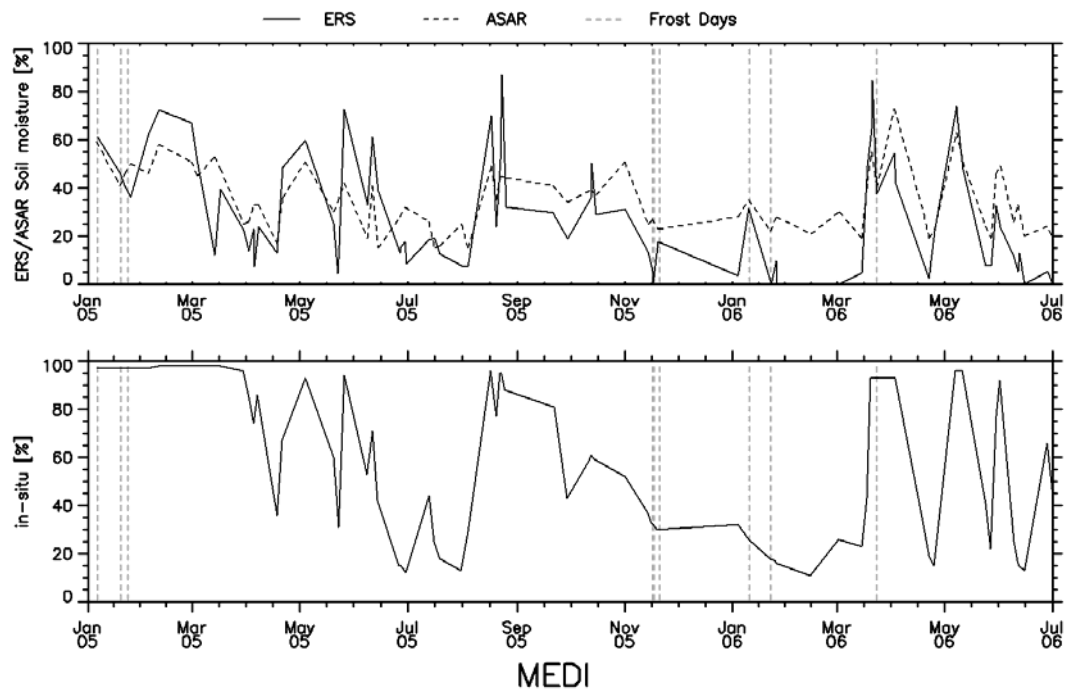 ERS ASAR Frost Days
ERS/ASAR Soil moisture [%]
100
80
60
40
20
0
Jan Mar May Jul Sep Nov Jan Mar May Jul
05 05 05 05 05 05 06 06 06 06
in-situ [%]
100
80
60
40
20
0
Jan Mar May Jul Sep Nov Jan Mar May Jul
05 05 05 05 05 05 06 06 06 06
MEDI